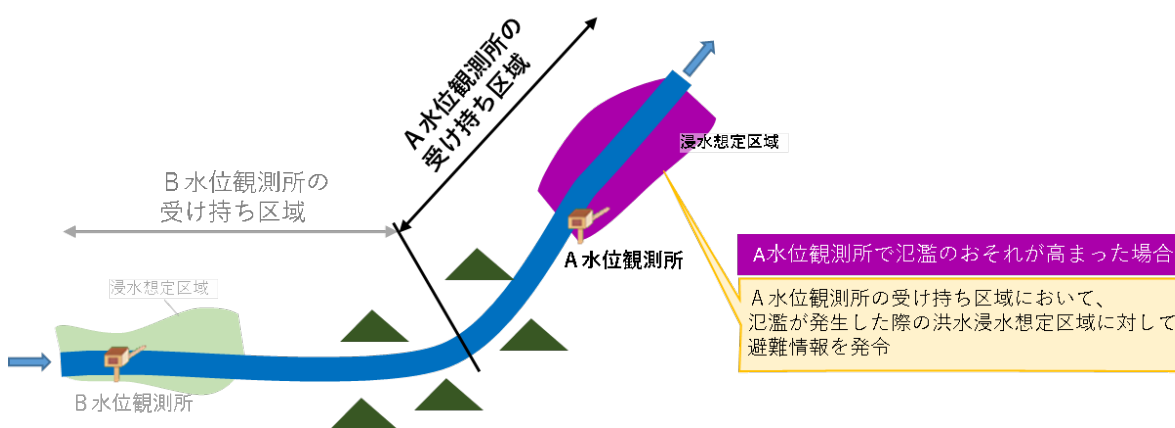 A水位観測所の
受け持ち区域
浸水想定区域
B水位観測所の
受け持ち区域
A水位観測所
A水位観測所で氾濫のおそれが高まった場合
A水位観測所の受け持ち区域において、
氾濫が発生した際の洪水浸水想定区域に対して
避難情報を発令
浸水想定区域
B水位観測所